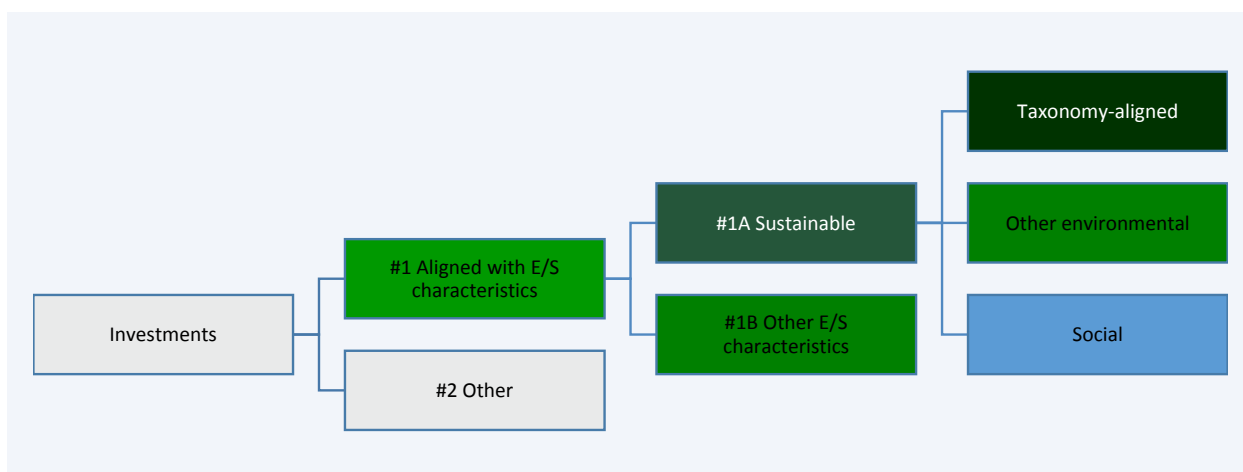 Investments
#1 Aligned with E/S
characteristics
#2 Other
#1A Sustainable
#1B Other E/S
characteristics
Taxonomy-aligned
Other environmental
Social